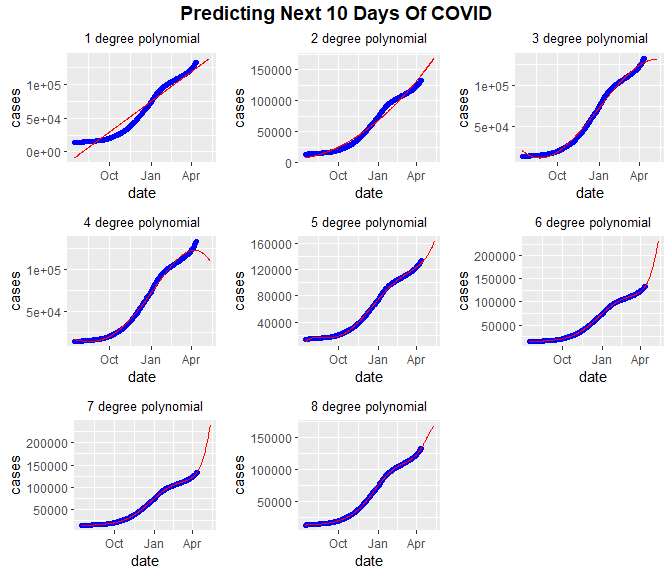 Predicting Next 10 Days Of COVID
1 degree polynomial
cases
1e+05
5e+04
0e+00
Oct Jan Apr
date
2 degree polynomial
cases
150000
100000
50000
0
Oct Jan Apr
date
3 degree polynomial
cases
1e+05
5e+04
Oct Jan Apr
date
4 degree polynomial
cases
1e+05
5e+04
Oct Jan Apr
date
5 degree polynomial
cases
160000
120000
80000
40000
Oct Jan Apr
date
6 degree polynomial
cases
200000
150000
100000
50000
Oct Jan Apr
date
7 degree polynomial
cases
200000
150000
100000
50000
Oct Jan Apr
date
8 degree polynomial
cases
150000
100000
50000
Oct Jan Apr
date